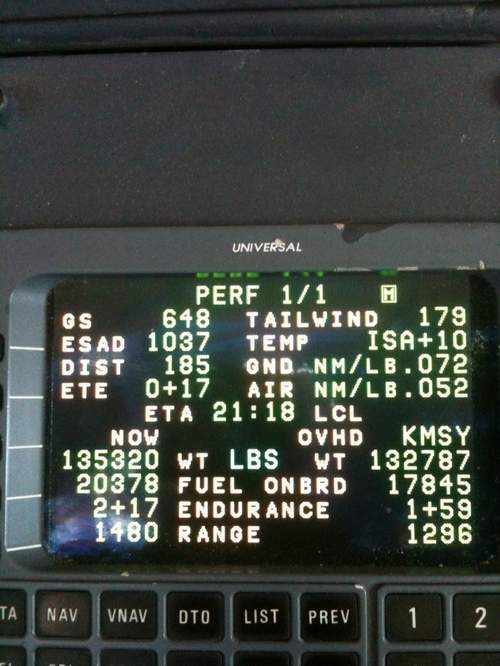 UNIVERSAL
PERF 1/1 M
GS 648 TAILWIND 179
ESAD 1037 TEMP ISA+10
DIST 185 GND NM/LB.072
ETE 0+17 AIR NM/LB.052
ETA 21:18 LCL
NOW OVHD KMSY
135320 WT LBS WT 132787
20378 FUEL ONBRD 17845
2+17 ENDURANCE 1+59
1480 RANGE 1296
TA NAV VNAV DTO LIST PREV 1 2